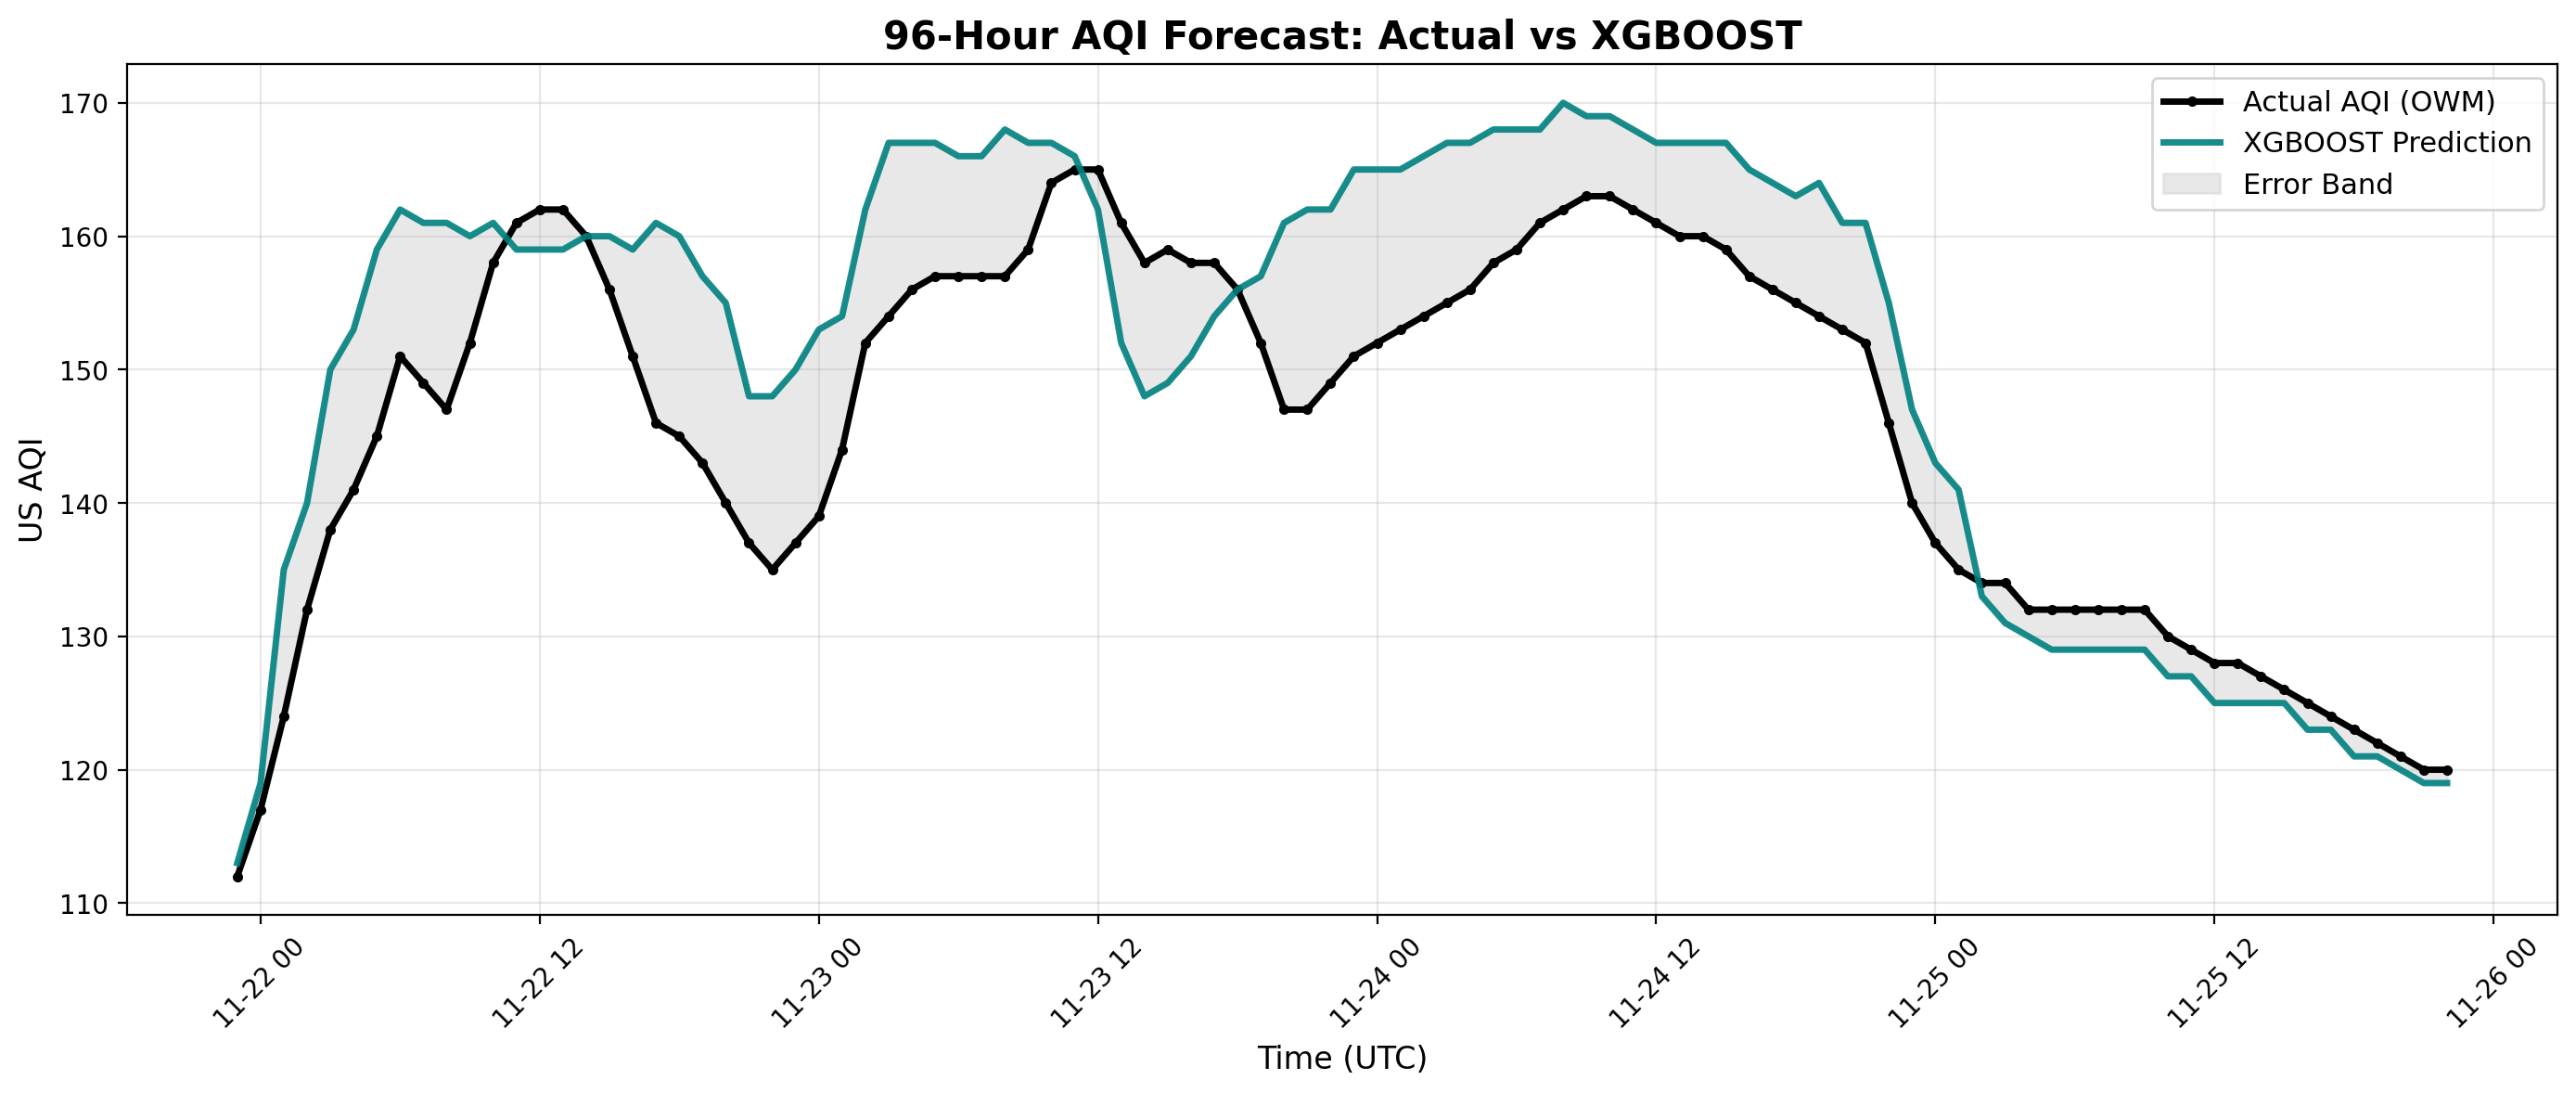 96-Hour AQI Forecast: Actual vs XGBOOST
Actual AQI (OWM)
XGBOOST Prediction
Error Band
US AQI
170
160
150
140
130
120
110
11-22 00
11-22 12
11-23 00
11-23 12
11-24 00
11-24 12
11-25 00
11-25 12
11-26 00
Time (UTC)